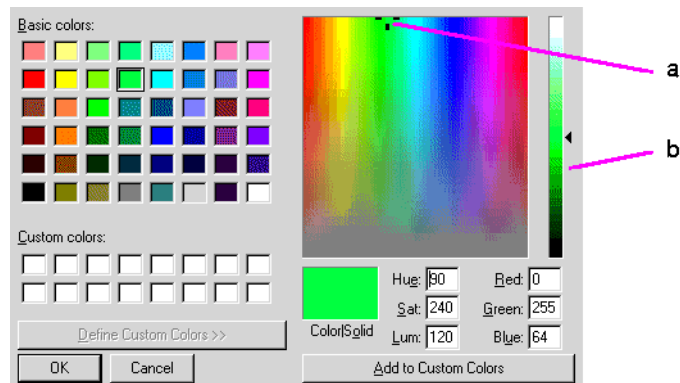 Basic colors:
a
b
Custom colors:
Hue: 90 Red: 0
Sat: 240 Green: 255
Color|Solid Lum: 120 Blue: 64
Define Custom Colors >>
OK Cancel Add to Custom Colors